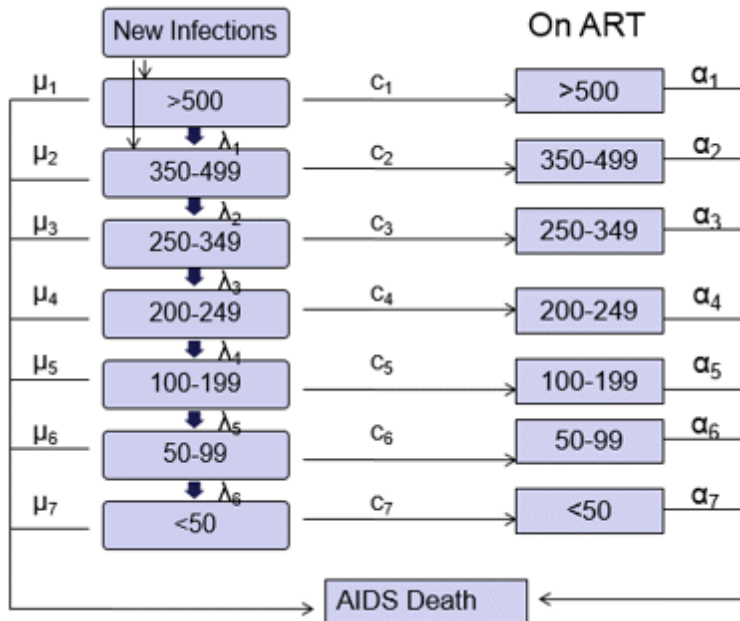 New Infections
On ART
μ1
>500
c1
>500
α1
λ1
μ2
350-499
c2
350-499
α2
λ2
μ3
250-349
c3
250-349
α3
λ3
μ4
200-249
c4
200-249
α4
λ4
μ5
100-199
c5
100-199
α5
λ5
μ6
50-99
c6
50-99
α6
λ6
μ7
<50
c7
<50
α7
AIDS Death